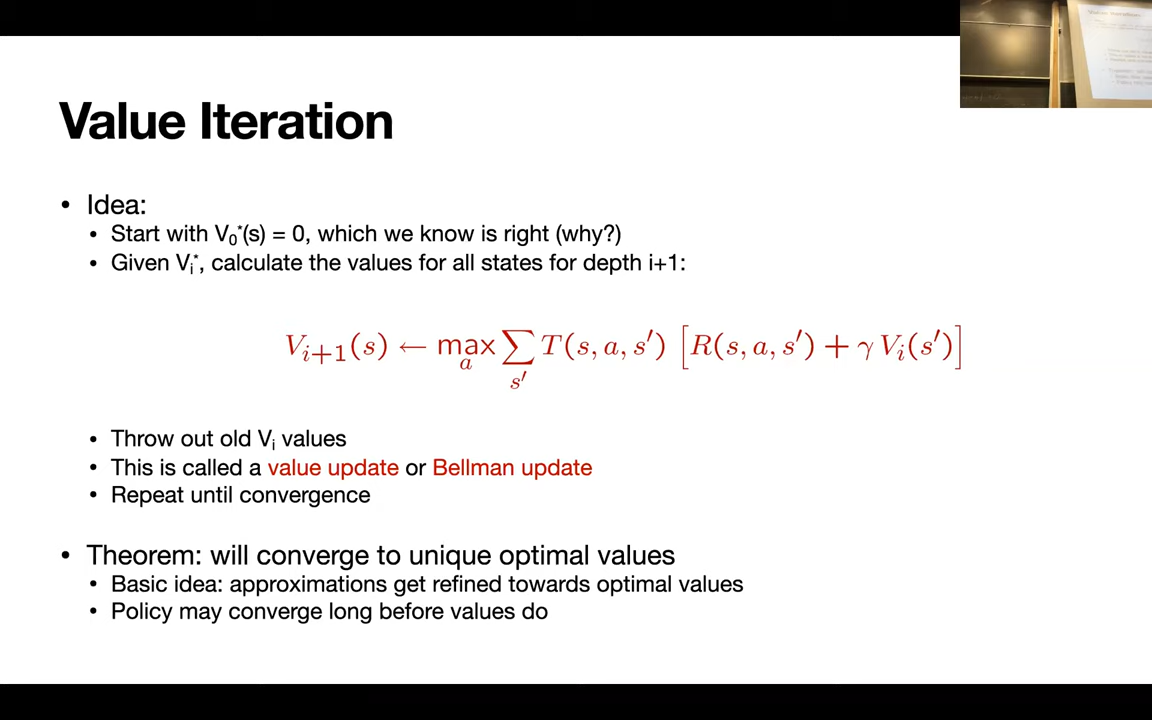 Value Iteration
• Idea:
• Start with V₀*(s) = 0, which we know is right (why?)
• Given Vᵢ*, calculate the values for all states for depth i+1:
V_{i+1}(s) ← max_a ∑_{s′} T(s, a, s′) [R(s, a, s′) + γ V_i(s′)]
• Throw out old Vᵢ values
• This is called a value update or Bellman update
• Repeat until convergence
• Theorem: will converge to unique optimal values
• Basic idea: approximations get refined towards optimal values
• Policy may converge long before values do